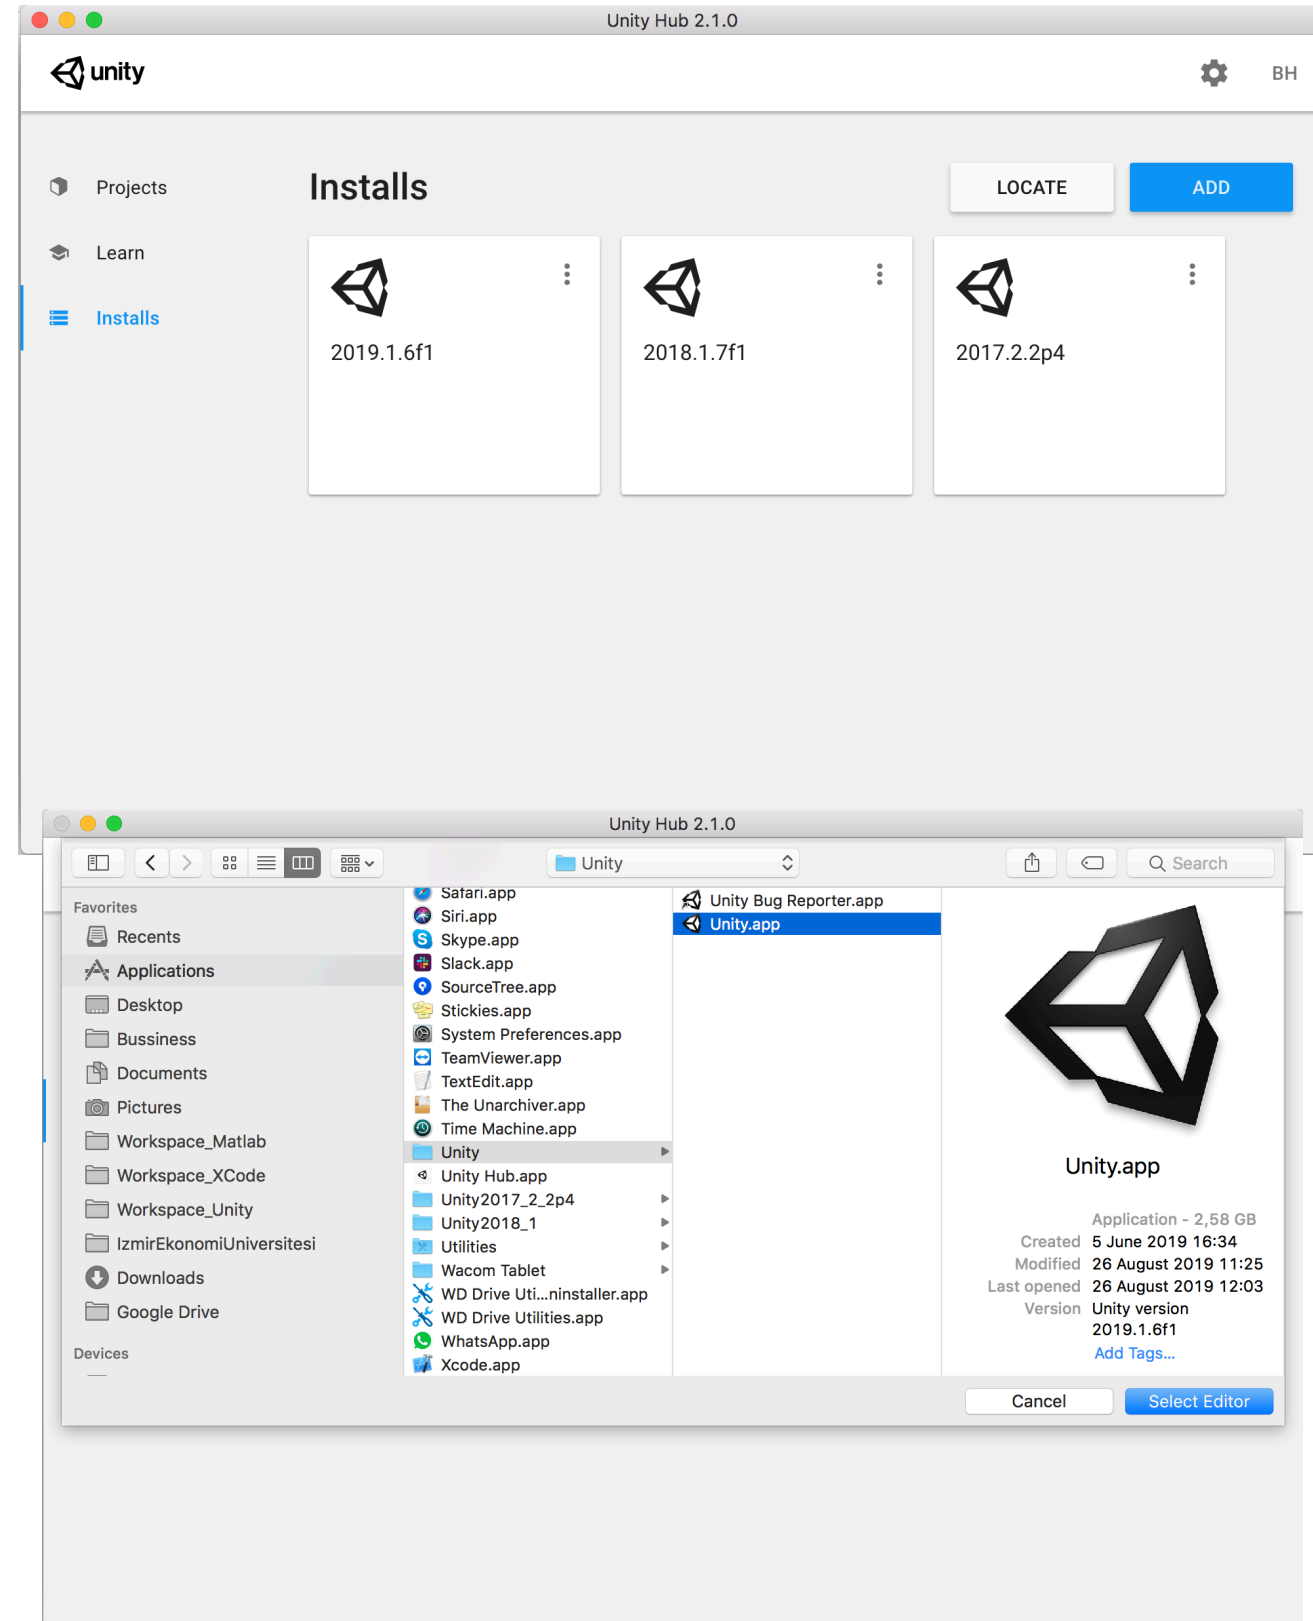 Unity Hub 2.1.0
unity
BH
Projects
Learn
Installs
Installs
LOCATE
ADD
2019.1.6f1
2018.1.7f1
2017.2.2p4
Unity Hub 2.1.0
Unity
Search
Favorites
Recents
Applications
Desktop
Bussiness
Documents
Pictures
Workspace_Matlab
Workspace_XCode
Workspace_Unity
IzmirEkonomiUniversitesi
Downloads
Google Drive
Devices
Safari.app
Siri.app
Skype.app
Slack.app
SourceTree.app
Stickies.app
System Preferences.app
TeamViewer.app
TextEdit.app
The Unarchiver.app
Time Machine.app
Unity
Unity Hub.app
Unity2017_2_2p4
Unity2018_1
Utilities
Wacom Tablet
WD Drive Uti...ninstaller.app
WD Drive Utilities.app
WhatsApp.app
Xcode.app
Unity Bug Reporter.app
Unity.app
Unity.app
Application - 2,58 GB
Created 5 June 2019 16:34
Modified 26 August 2019 11:25
Last opened 26 August 2019 12:03
Version Unity version
2019.1.6f1
Add Tags...
Cancel
Select Editor